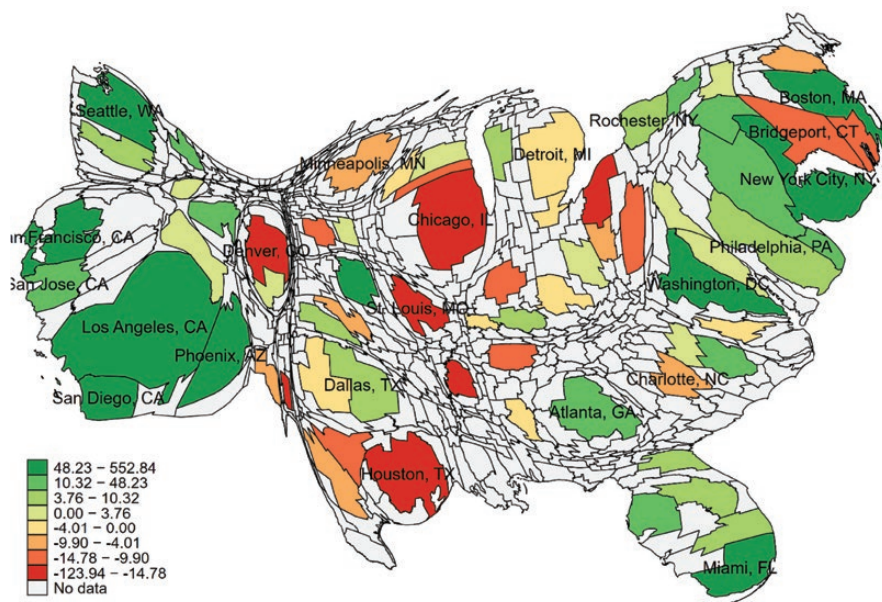 Seattle, WA
Boston, MA
Rochester, NY
Bridgeport, CT
Minneapolis, MN
Detroit, MI
New York City, NY
Chicago, IL
an Francisco, CA
Denver, CO
Philadelphia, PA
San Jose, CA
Washington, DC
St. Louis, MO
Los Angeles, CA
Phoenix, AZ
Dallas, TX
Charlotte, NC
San Diego, CA
Atlanta, GA
Houston, TX
Miami, FL
48.23 – 552.84
10.32 – 48.23
3.76 – 10.32
0.00 – 3.76
-4.01 – 0.00
-9.90 – -4.01
-14.78 – -9.90
-123.94 – -14.78
No data